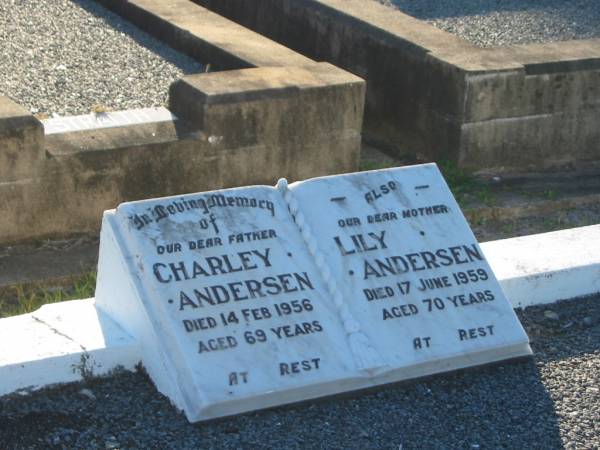 In Loving Memory
of
OUR DEAR FATHER
CHARLEY ·
· ANDERSEN
DIED 14 FEB 1956
AGED 69 YEARS
AT REST
— ALSO —
OUR DEAR MOTHER
LILY ·
· ANDERSEN
DIED 17 JUNE 1959
AGED 70 YEARS
AT REST